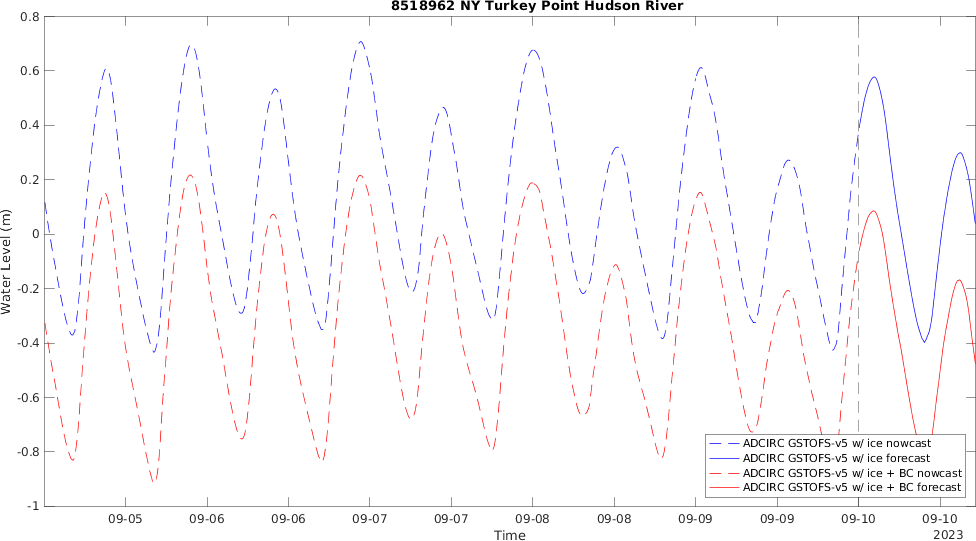 8518962 NY Turkey Point Hudson River
0.8
0.6
0.4
0.2
0
-0.2
-0.4
-0.6
-0.8
-1
Water Level (m)
ADCIRC GSTOFS-v5 w/ ice nowcast
ADCIRC GSTOFS-v5 w/ ice forecast
ADCIRC GSTOFS-v5 w/ ice + BC nowcast
ADCIRC GSTOFS-v5 w/ ice + BC forecast
09-05 09-06 09-06 09-07 09-07 09-08 09-08 09-09 09-09 09-10 09-10
Time
2023